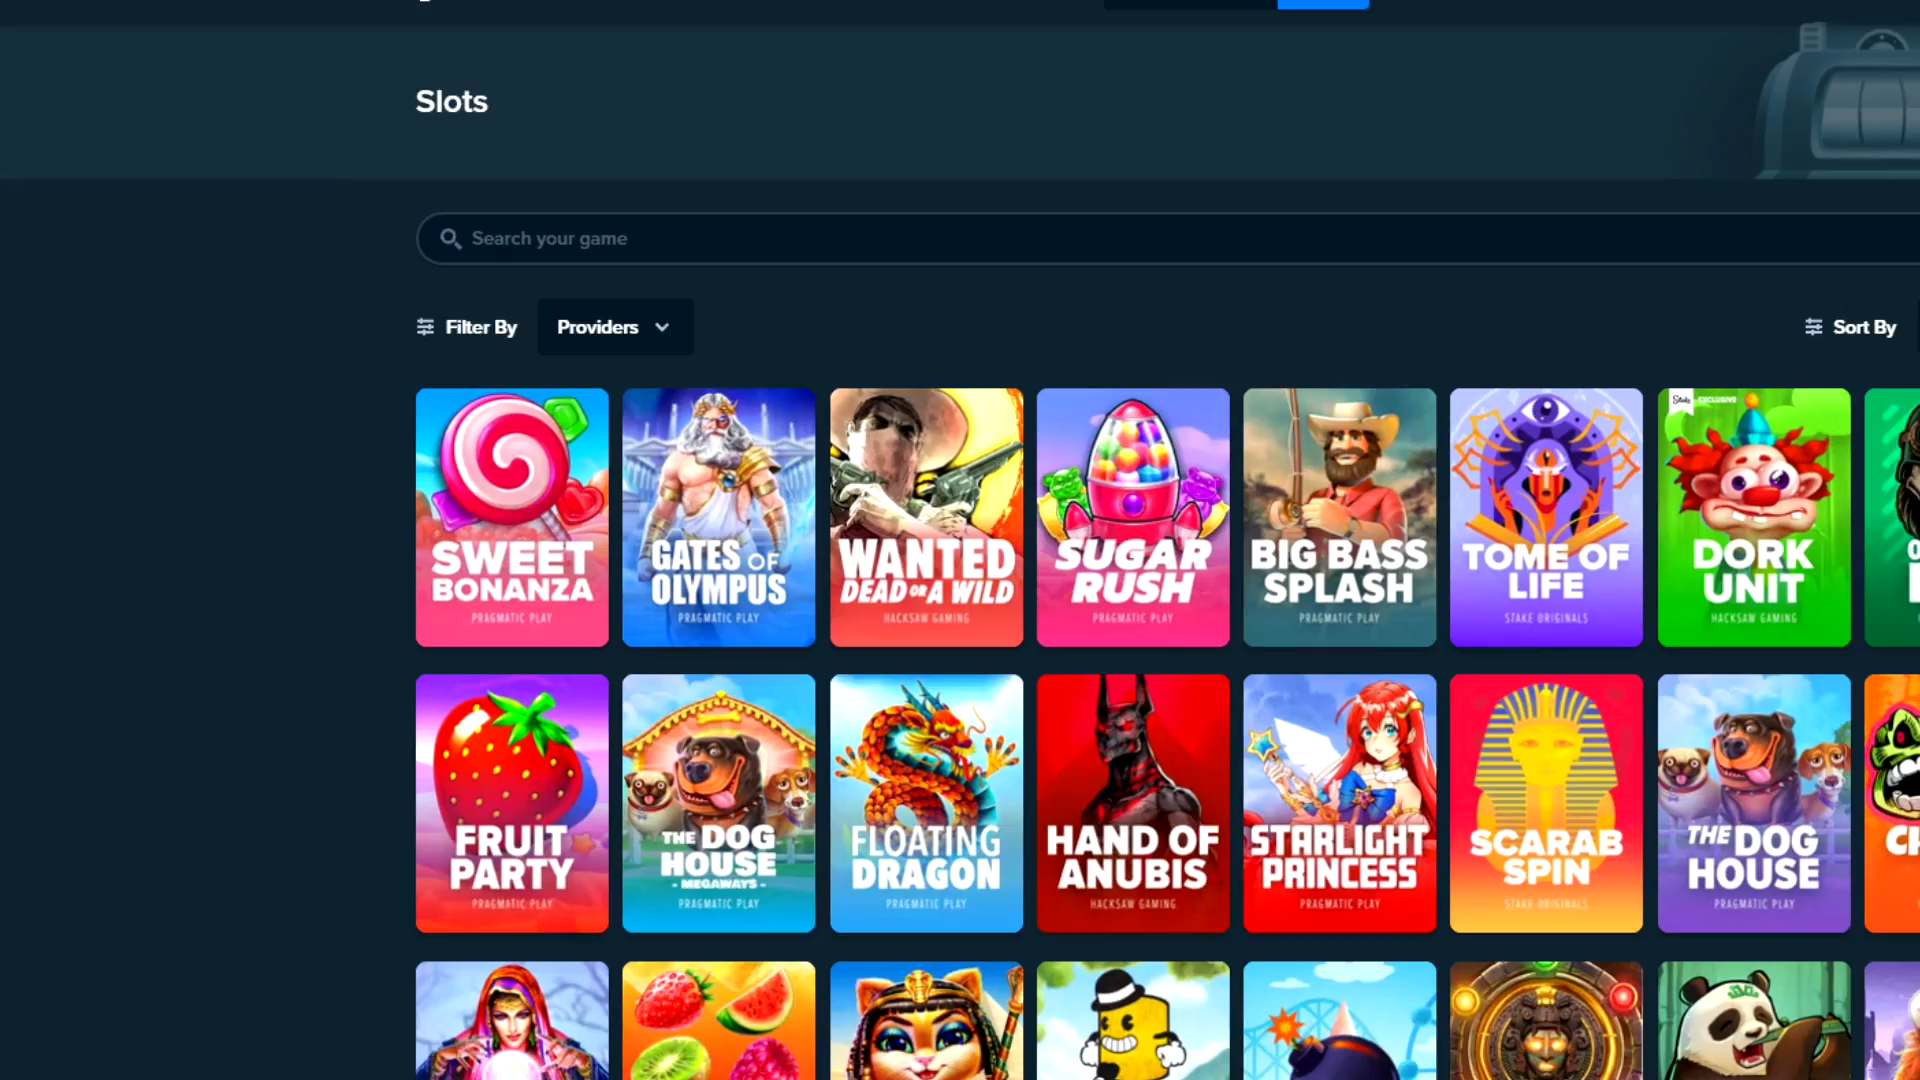 Slots
Search your game
Filter By
Providers
Sort By
SWEET
BONANZA
PRAGMATIC PLAY
GATES OF
OLYMPUS
PRAGMATIC PLAY
WANTED
DEAD OR A WILD
HACKSAW GAMING
SUGAR
RUSH
PRAGMATIC PLAY
BIG BASS
SPLASH
PRAGMATIC PLAY
TOME OF
LIFE
STAKE ORIGINALS
Stake EXCLUSIVE
DORK
UNIT
HACKSAW GAMING
FRUIT
PARTY
PRAGMATIC PLAY
THE DOG
HOUSE
- MEGAWAYS -
PRAGMATIC PLAY
FLOATING
DRAGON
PRAGMATIC PLAY
HAND OF
ANUBIS
HACKSAW GAMING
STARLIGHT
PRINCESS
PRAGMATIC PLAY
SCARAB
SPIN
STAKE ORIGINALS
THE DOG
HOUSE
PRAGMATIC PLAY
CH